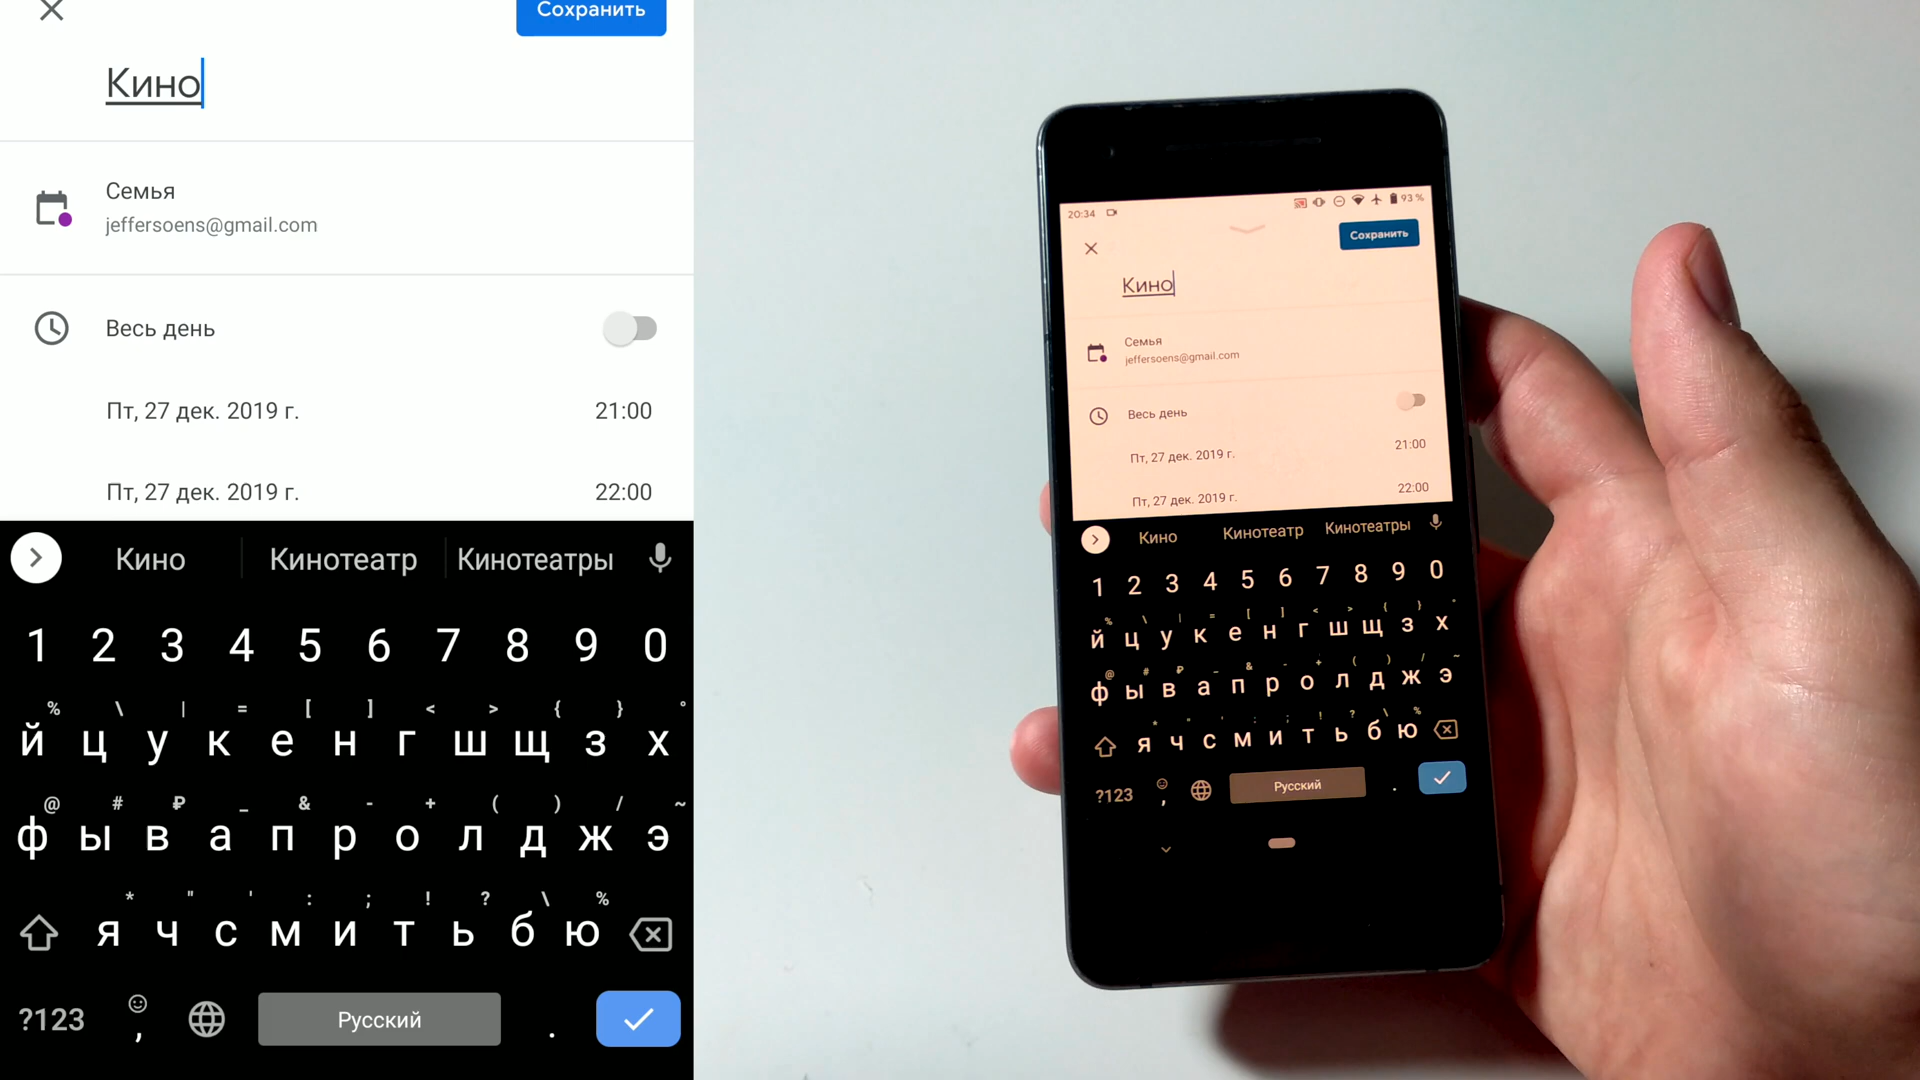 Сохранить
Кино
Семья
jeffersoens@gmail.com
Весь день
Пт, 27 дек. 2019 г. 21:00
Пт, 27 дек. 2019 г. 22:00
Кино Кинотеатр Кинотеатры
1 2 3 4 5 6 7 8 9 0
% \ | = [ ] < > { } °
й ц у к е н г ш щ з х
@ # ₽ _ & - + ( ) / ~
ф ы в а п р о л д ж э
* " ' : ; ! ? \ %
я ч с м и т ь б ю
?123 , Русский .
20:34 93 %
Сохранить
Кино
Семья
jeffersoens@gmail.com
Весь день
Пт, 27 дек. 2019 г. 21:00
Пт, 27 дек. 2019 г. 22:00
Кино Кинотеатр Кинотеатры
1 2 3 4 5 6 7 8 9 0
% \ | = [ ] < > { } °
й ц у к е н г ш щ з х
@ # ₽ _ & - + ( ) / ~
ф ы в а п р о л д ж э
* " ' : ; ! ? \ %
я ч с м и т ь б ю
?123 , Русский .